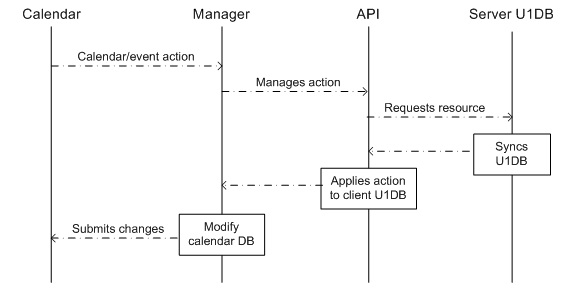 Calendar
Manager
API
Server U1DB
Calendar/event action
Manages action
Requests resource
Syncs
U1DB
Applies action
to client U1DB
Submits changes
Modify
calendar DB